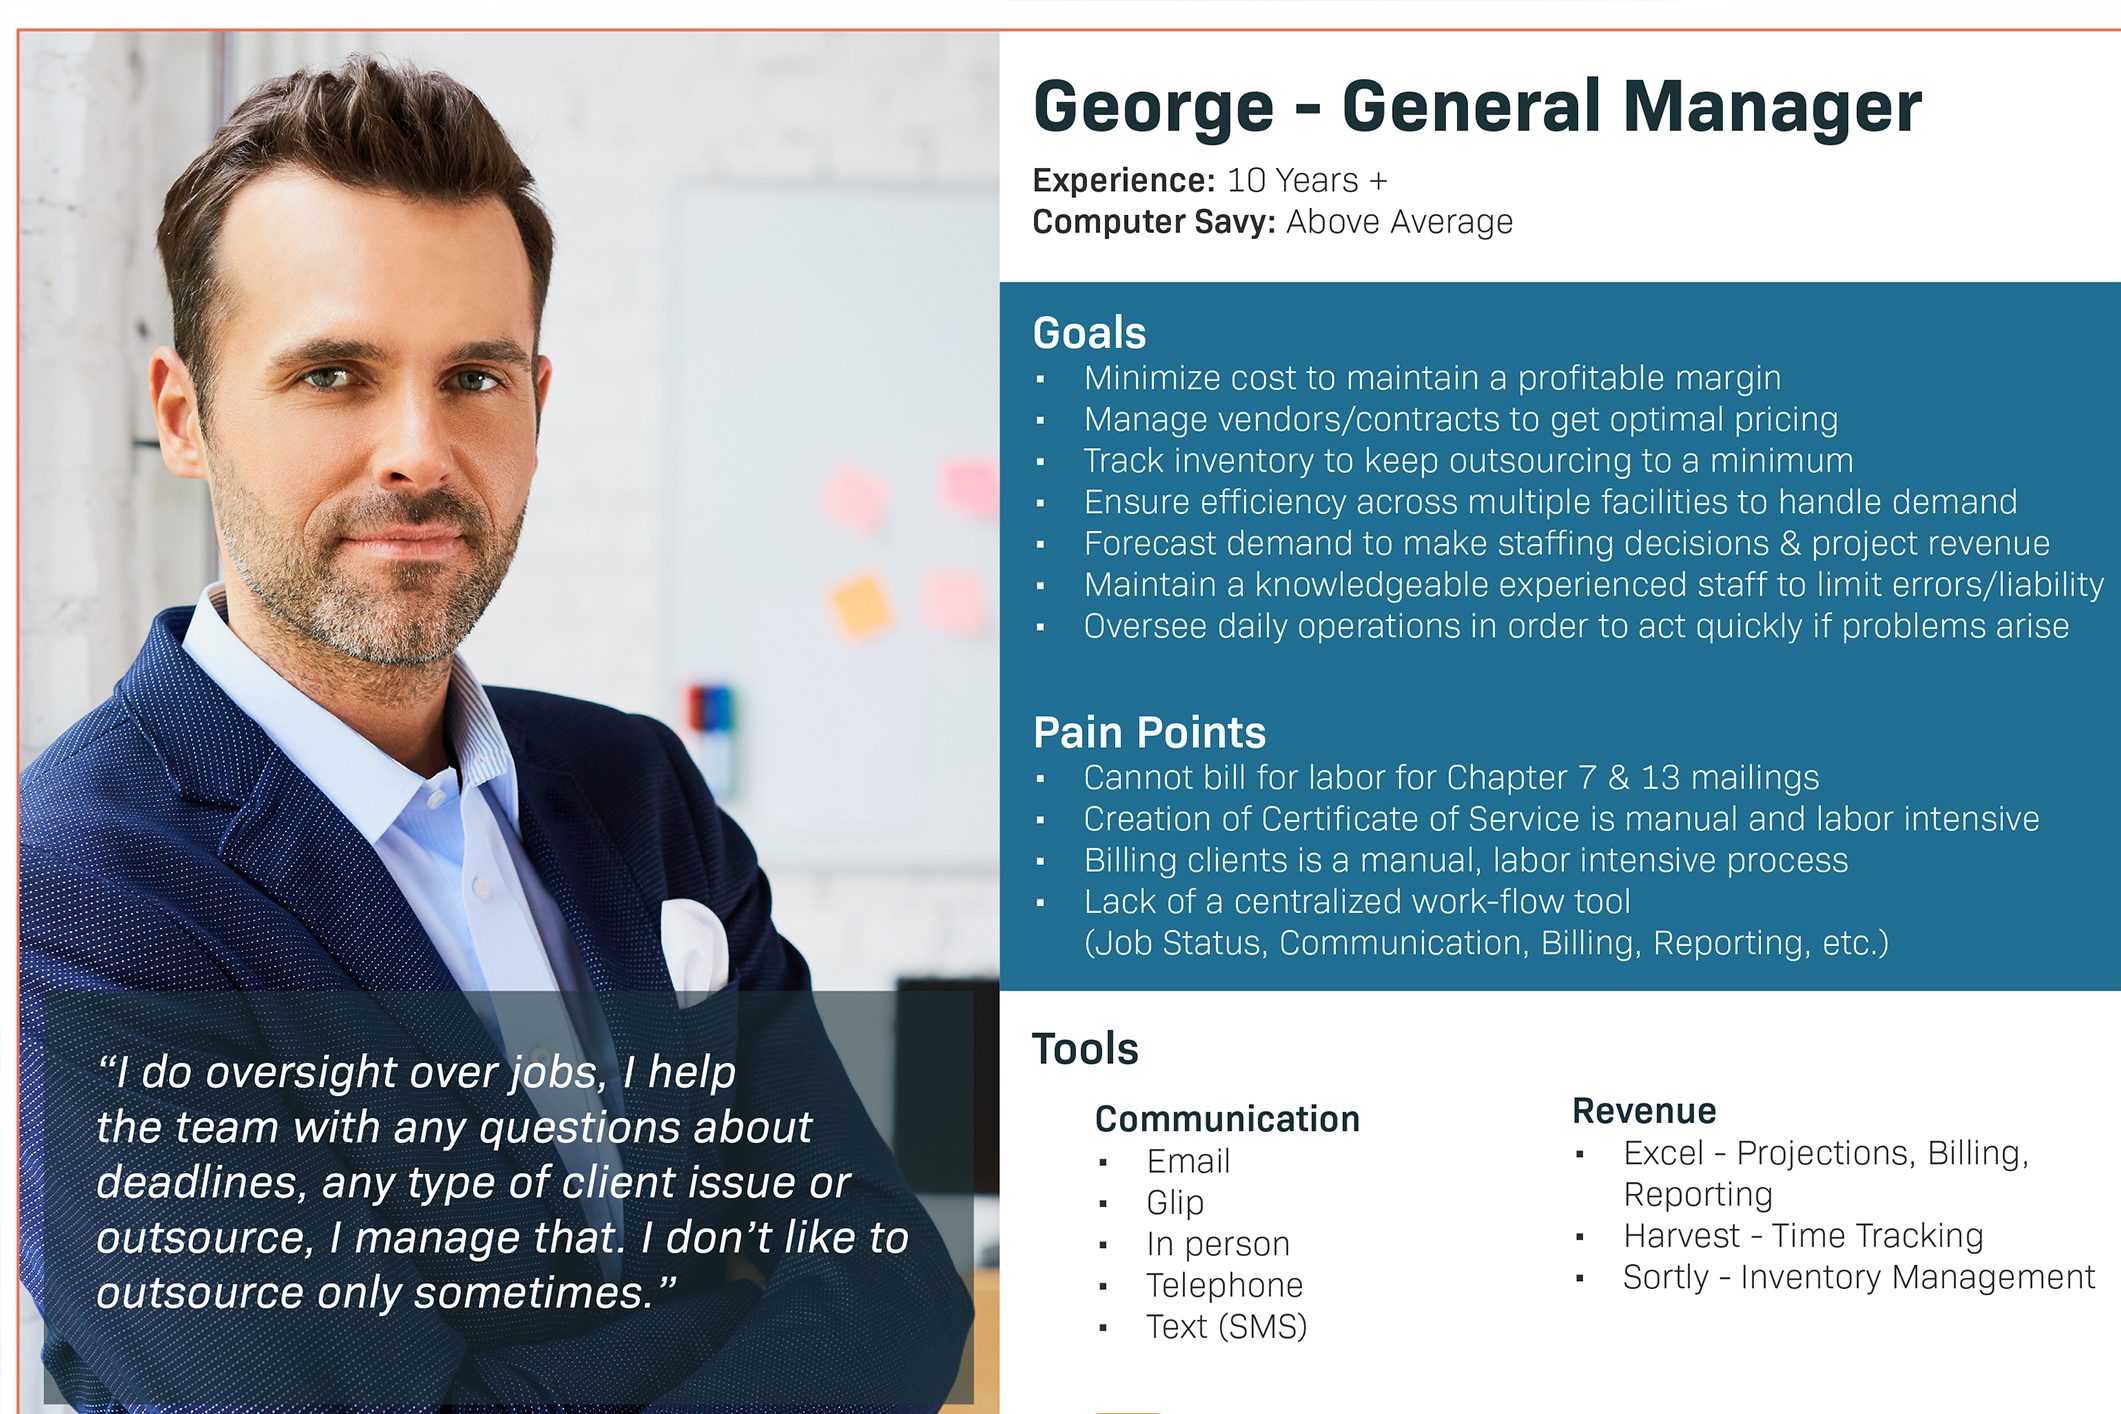 George - General Manager
Experience: 10 Years +
Computer Savy: Above Average
Goals
▪ Minimize cost to maintain a profitable margin
▪ Manage vendors/contracts to get optimal pricing
▪ Track inventory to keep outsourcing to a minimum
▪ Ensure efficiency across multiple facilities to handle demand
▪ Forecast demand to make staffing decisions & project revenue
▪ Maintain a knowledgeable experienced staff to limit errors/liability
▪ Oversee daily operations in order to act quickly if problems arise
Pain Points
▪ Cannot bill for labor for Chapter 7 & 13 mailings
▪ Creation of Certificate of Service is manual and labor intensive
▪ Billing clients is a manual, labor intensive process
▪ Lack of a centralized work-flow tool
(Job Status, Communication, Billing, Reporting, etc.)
“I do oversight over jobs, I help
the team with any questions about
deadlines, any type of client issue or
outsource, I manage that. I don’t like to
outsource only sometimes.”
Tools
Communication
▪ Email
▪ Glip
▪ In person
▪ Telephone
▪ Text (SMS)
Revenue
▪ Excel - Projections, Billing,
Reporting
▪ Harvest - Time Tracking
▪ Sortly - Inventory Management